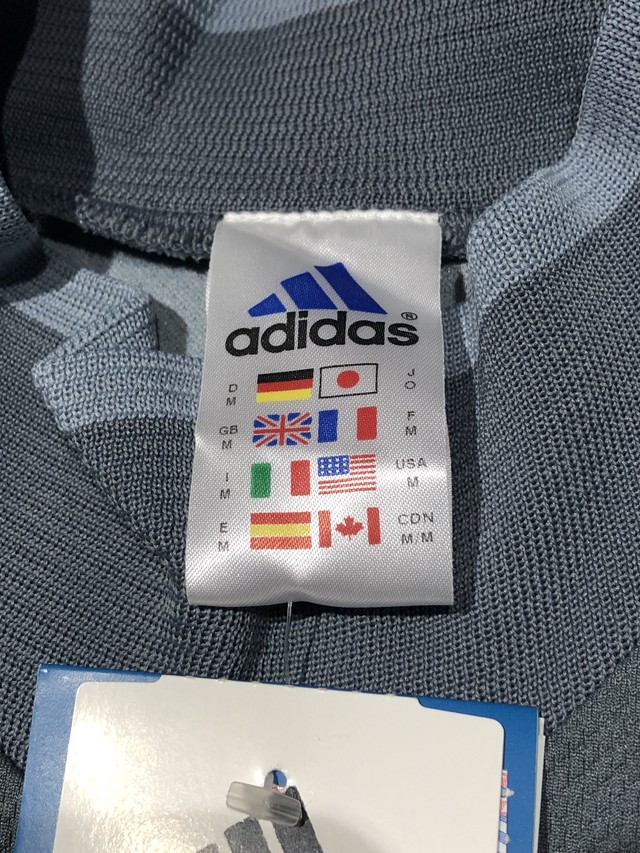 adidas®
D J
M O
GB F
M M
I USA
M M
E CDN
M M/M